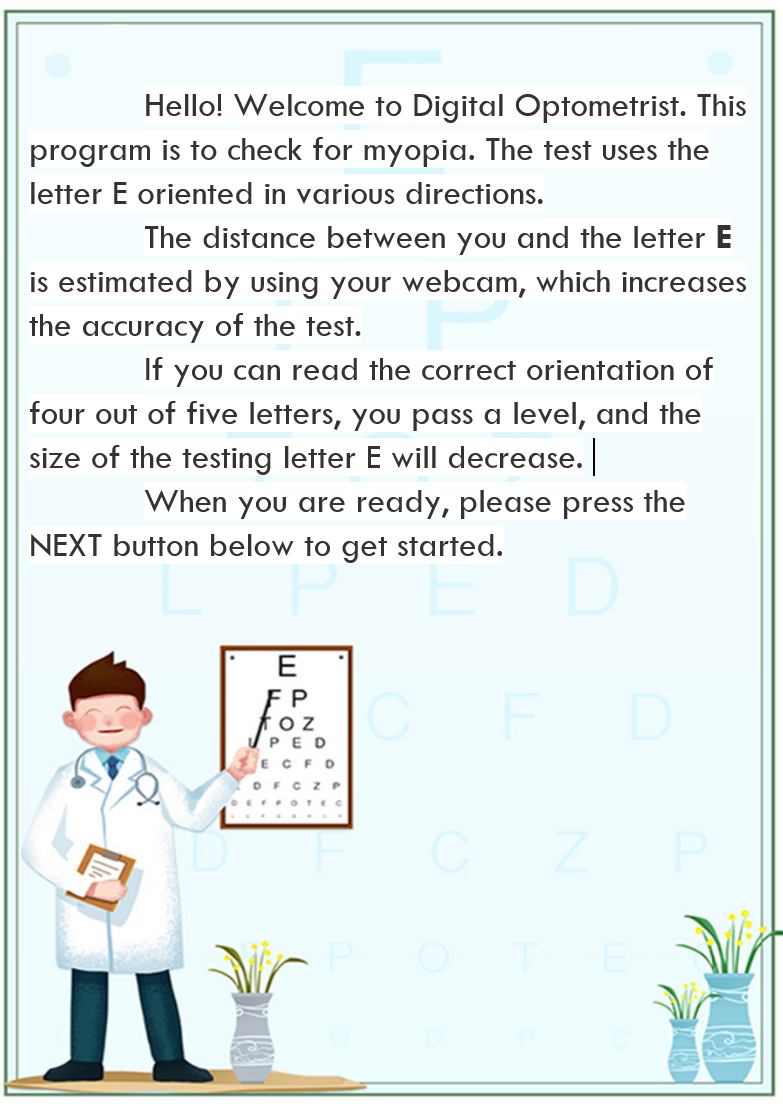 Hello! Welcome to Digital Optometrist. This
program is to check for myopia. The test uses the
letter E oriented in various directions.
The distance between you and the letter E
is estimated by using your webcam, which increases
the accuracy of the test.
If you can read the correct orientation of
four out of five letters, you pass a level, and the
size of the testing letter E will decrease.
When you are ready, please press the
NEXT button below to get started.
L P E D
C F D
D F C Z P
P O T E
O D P C
E
F P
T O Z
L P E D
E C F D
D F C Z P
D E F P O T E C